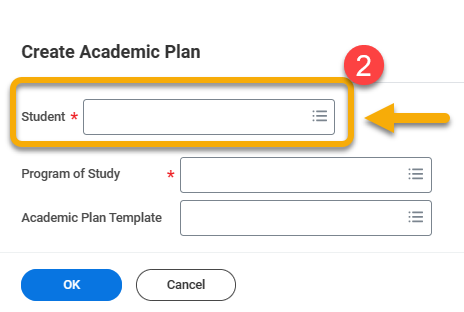 Create Academic Plan
2
Student *
Program of Study *
Academic Plan Template
OK Cancel